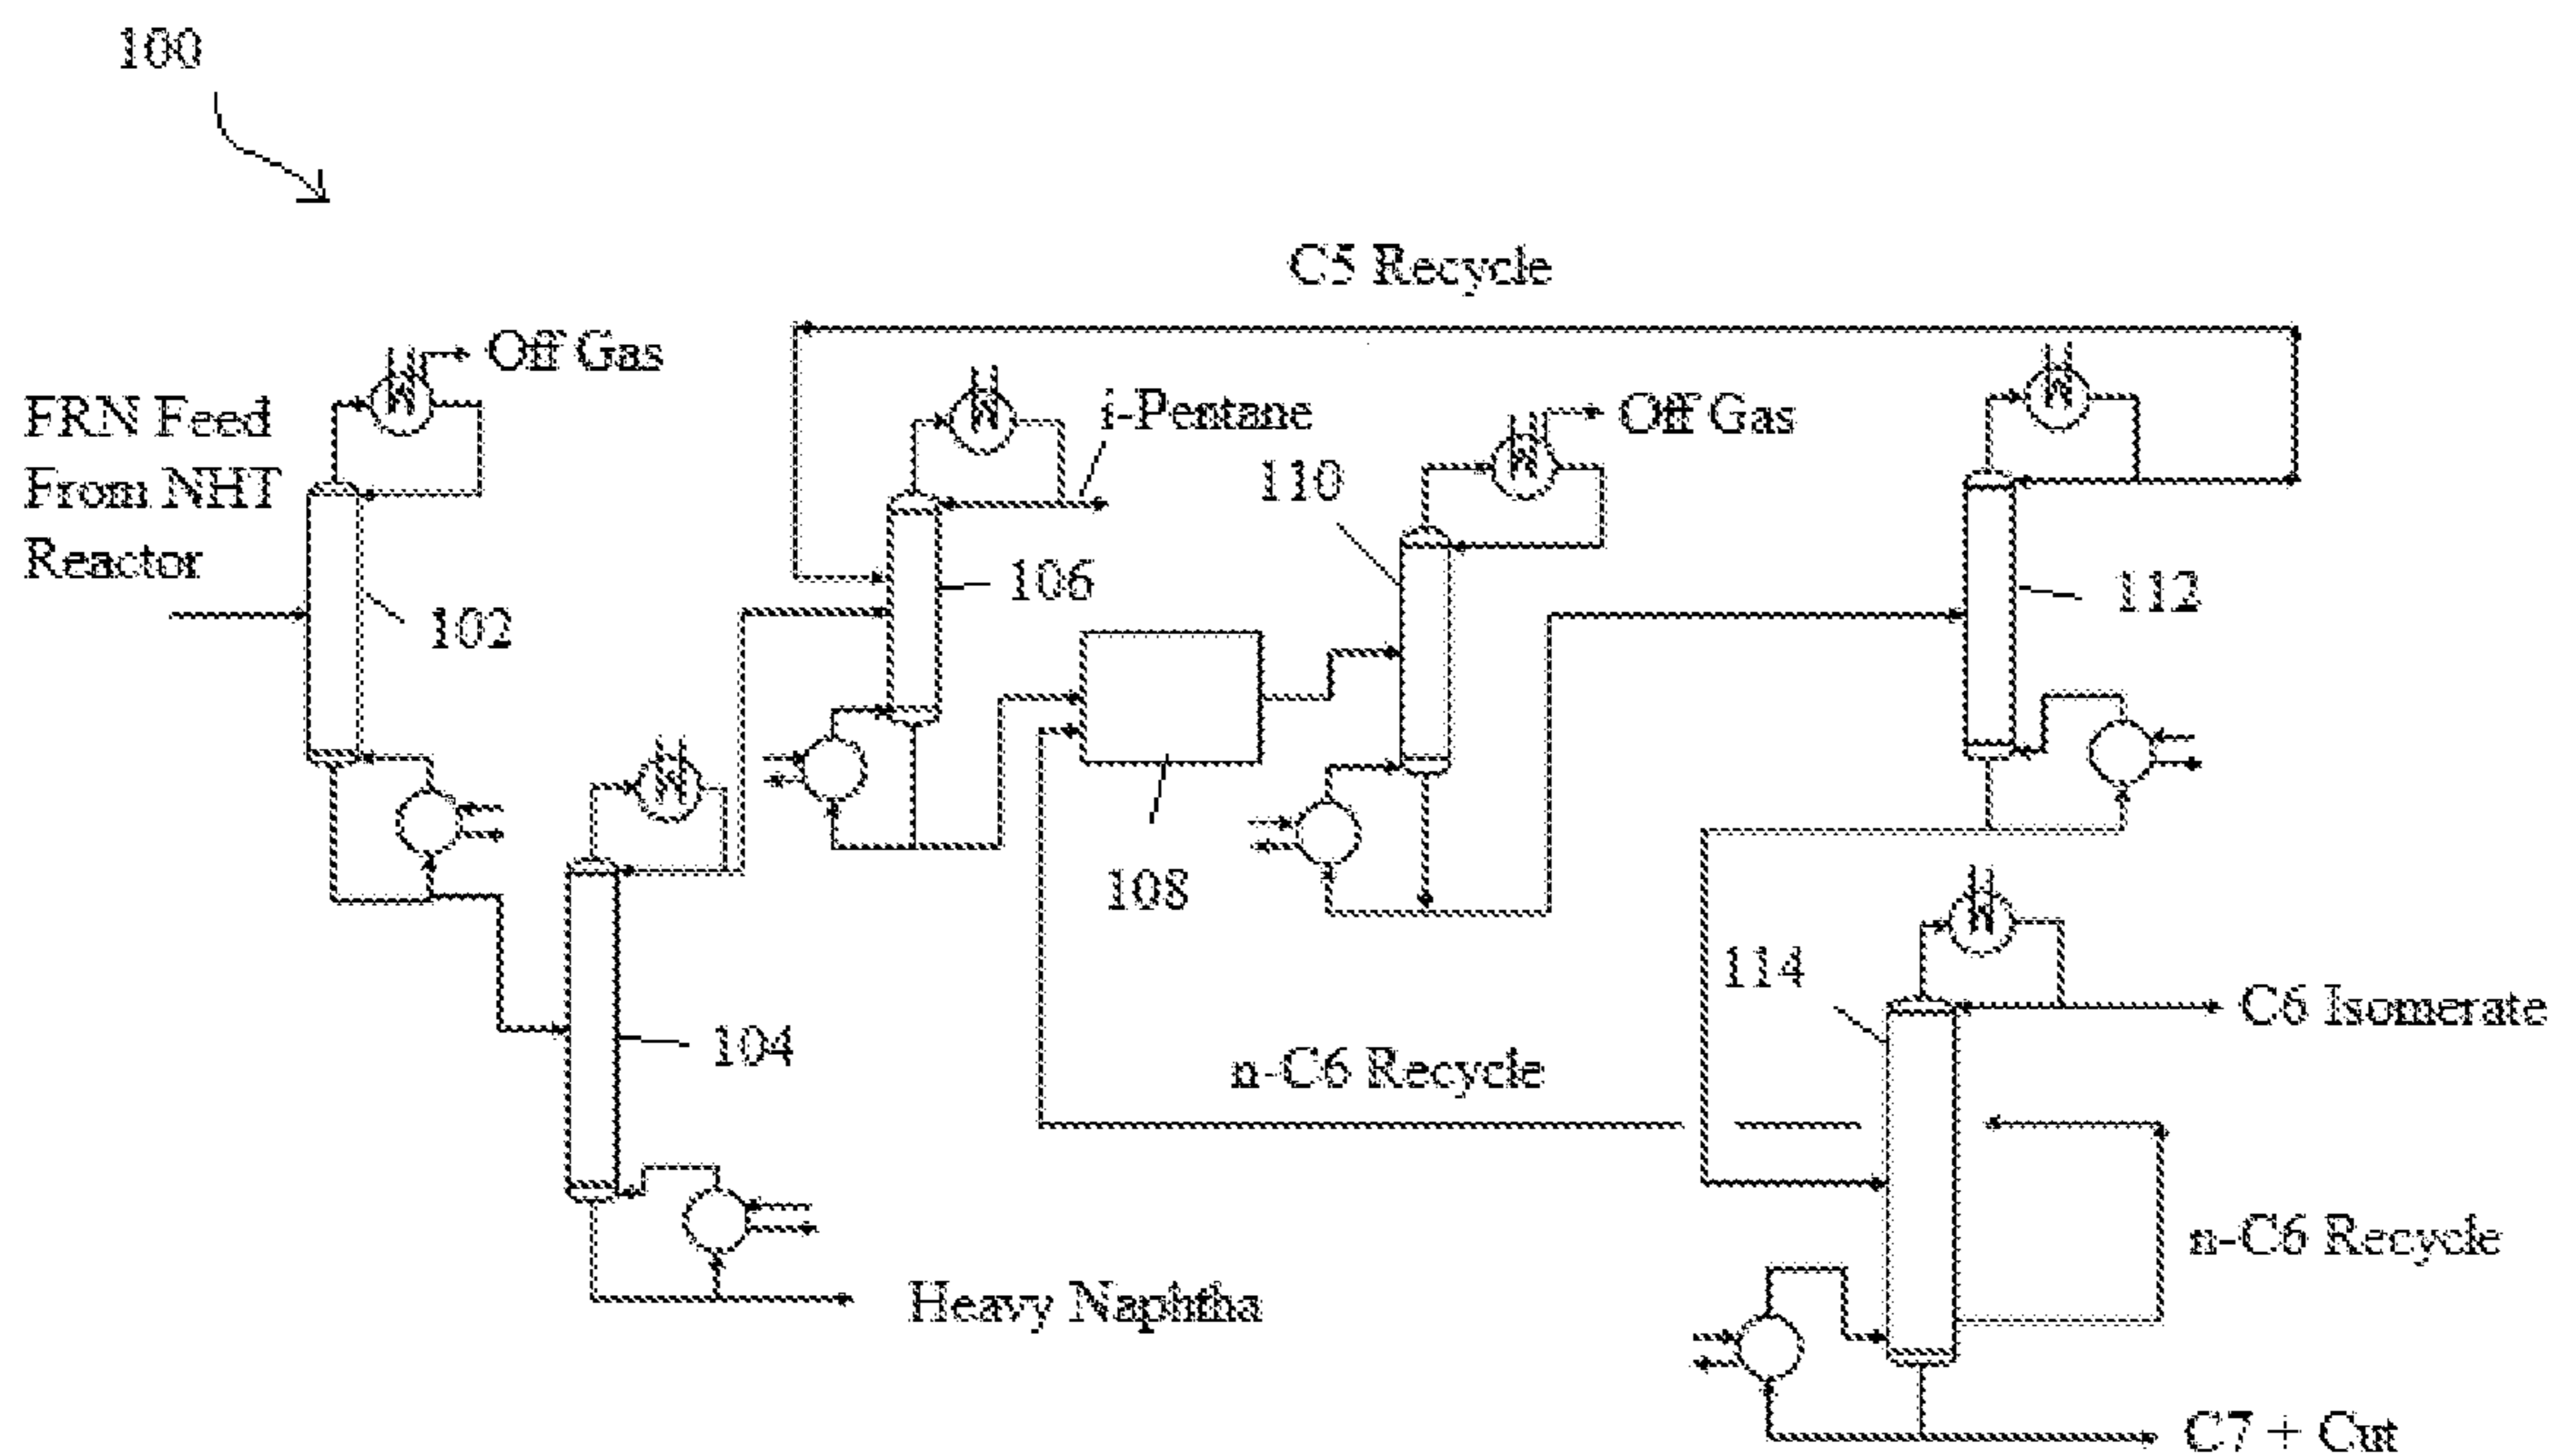 100
C5 Recycle
Off Gas
FRN Feed
From NHT
Reactor
i-Pentane
Off Gas
110
106
112
102
108
114
C6 Isomerate
104
n-C6 Recycle
n-C6 Recycle
Heavy Naphtha
C7 + Cut